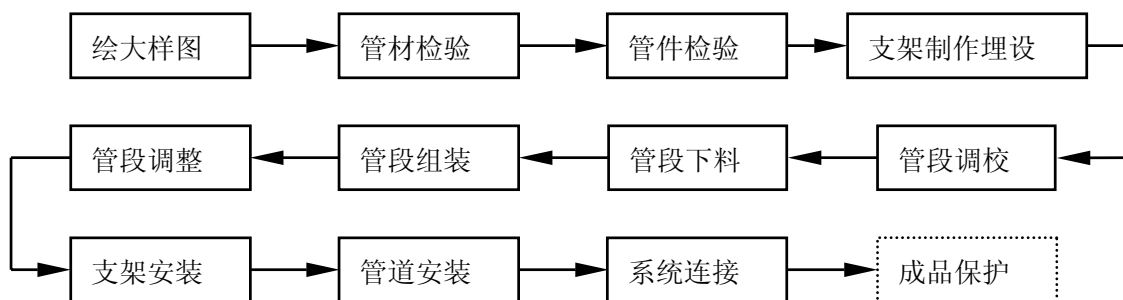 绘大样图 管材检验 管件检验 支架制作埋设
管段调整 管段组装 管段下料 管段调校
支架安装 管道安装 系统连接 成品保护